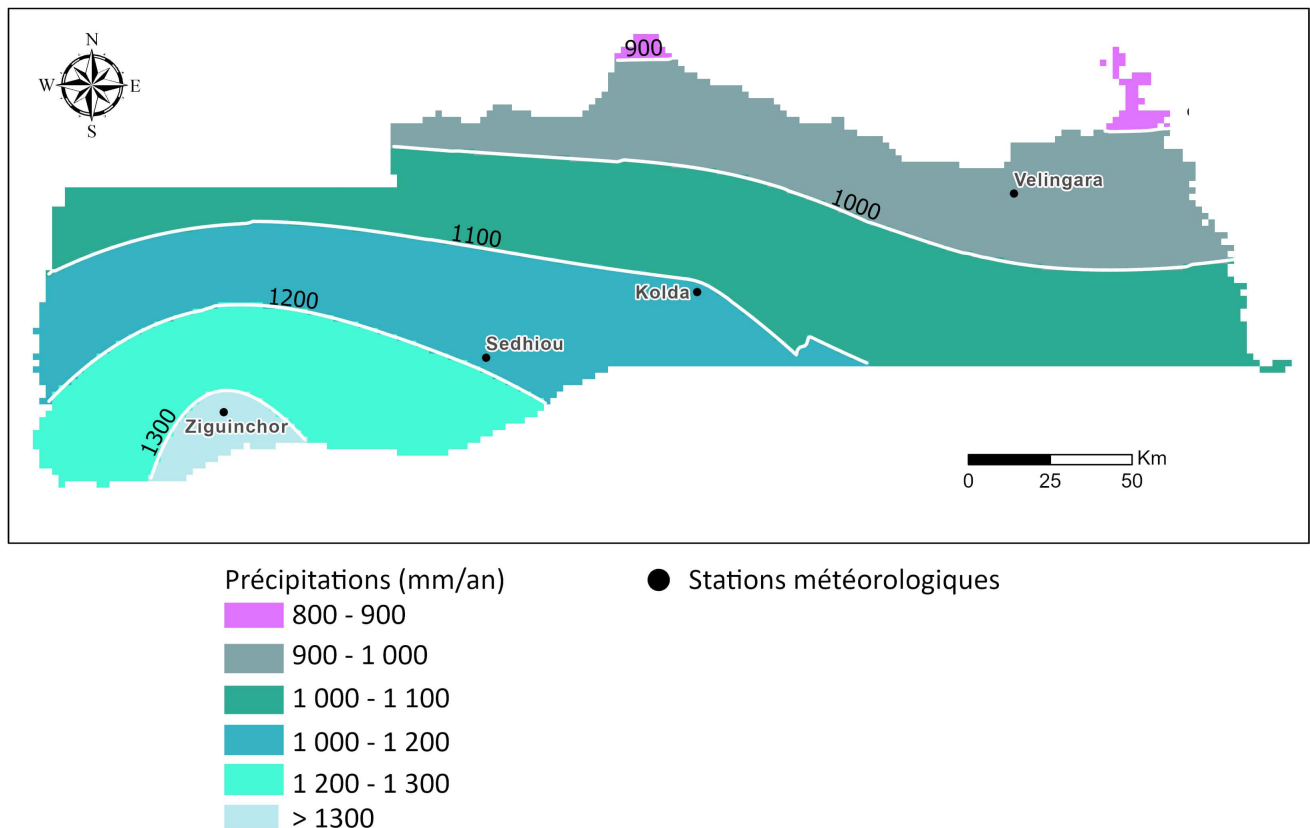 N
W E
S
900
Velingara
1000
1100
Kolda
1200
Sedhiou
1300
Ziguinchor
Km
0 25 50
Précipitations (mm/an)
Stations météorologiques
800 - 900
900 - 1 000
1 000 - 1 100
1 000 - 1 200
1 200 - 1 300
> 1300